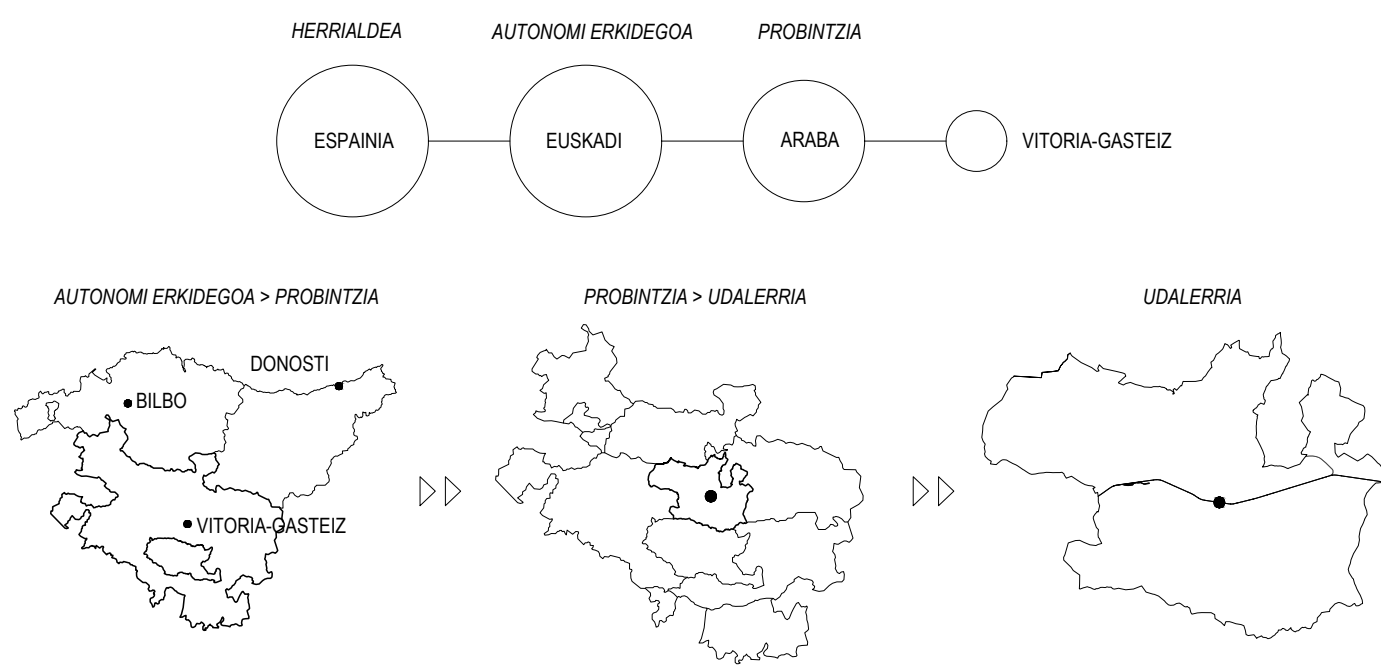 HERRIALDEA
AUTONOMI ERKIDEGOA
PROBINTZIA
ESPAINIA
EUSKADI
ARABA
VITORIA-GASTEIZ
AUTONOMI ERKIDEGOA > PROBINTZIA
PROBINTZIA > UDALERRIA
UDALERRIA
DONOSTI
BILBO
VITORIA-GASTEIZ